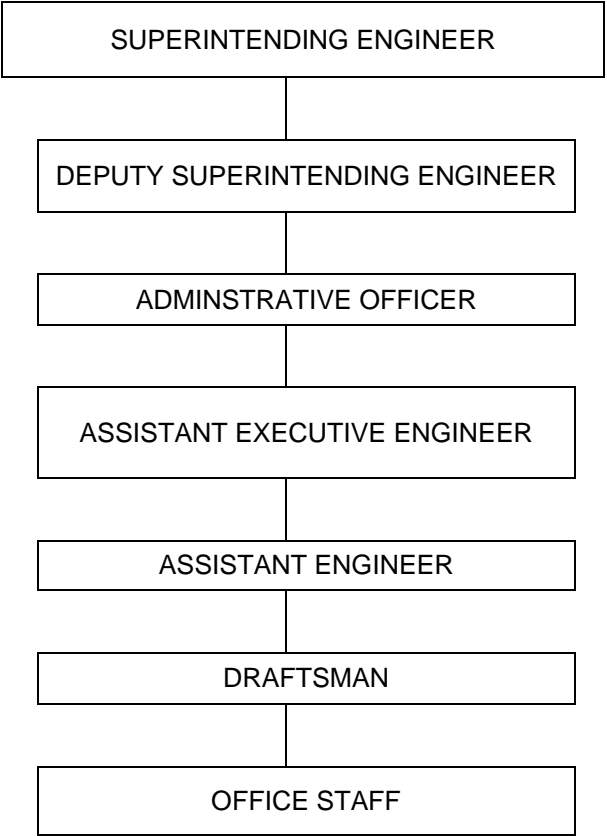 SUPERINTENDING ENGINEER
DEPUTY SUPERINTENDING ENGINEER
ADMINSTRATIVE OFFICER
ASSISTANT EXECUTIVE ENGINEER
ASSISTANT ENGINEER
DRAFTSMAN
OFFICE STAFF